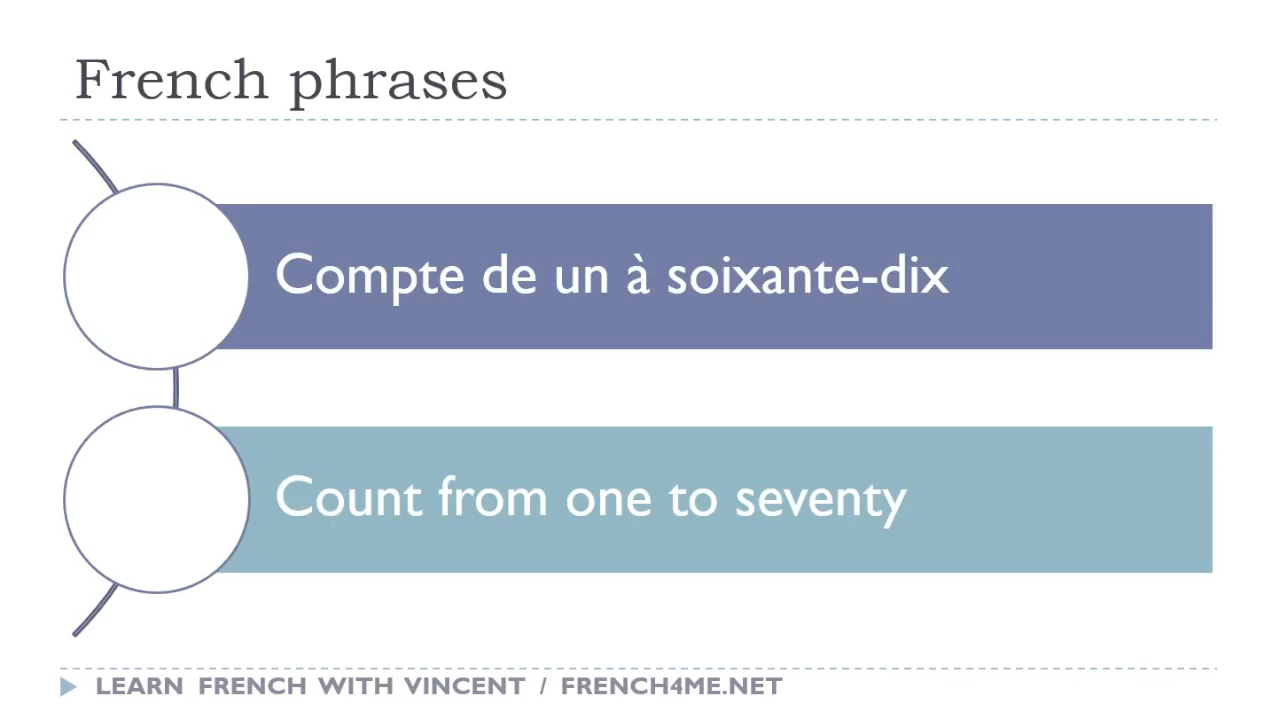 French phrases
Compte de un à soixante-dix
Count from one to seventy
LEARN FRENCH WITH VINCENT / FRENCH4ME.NET